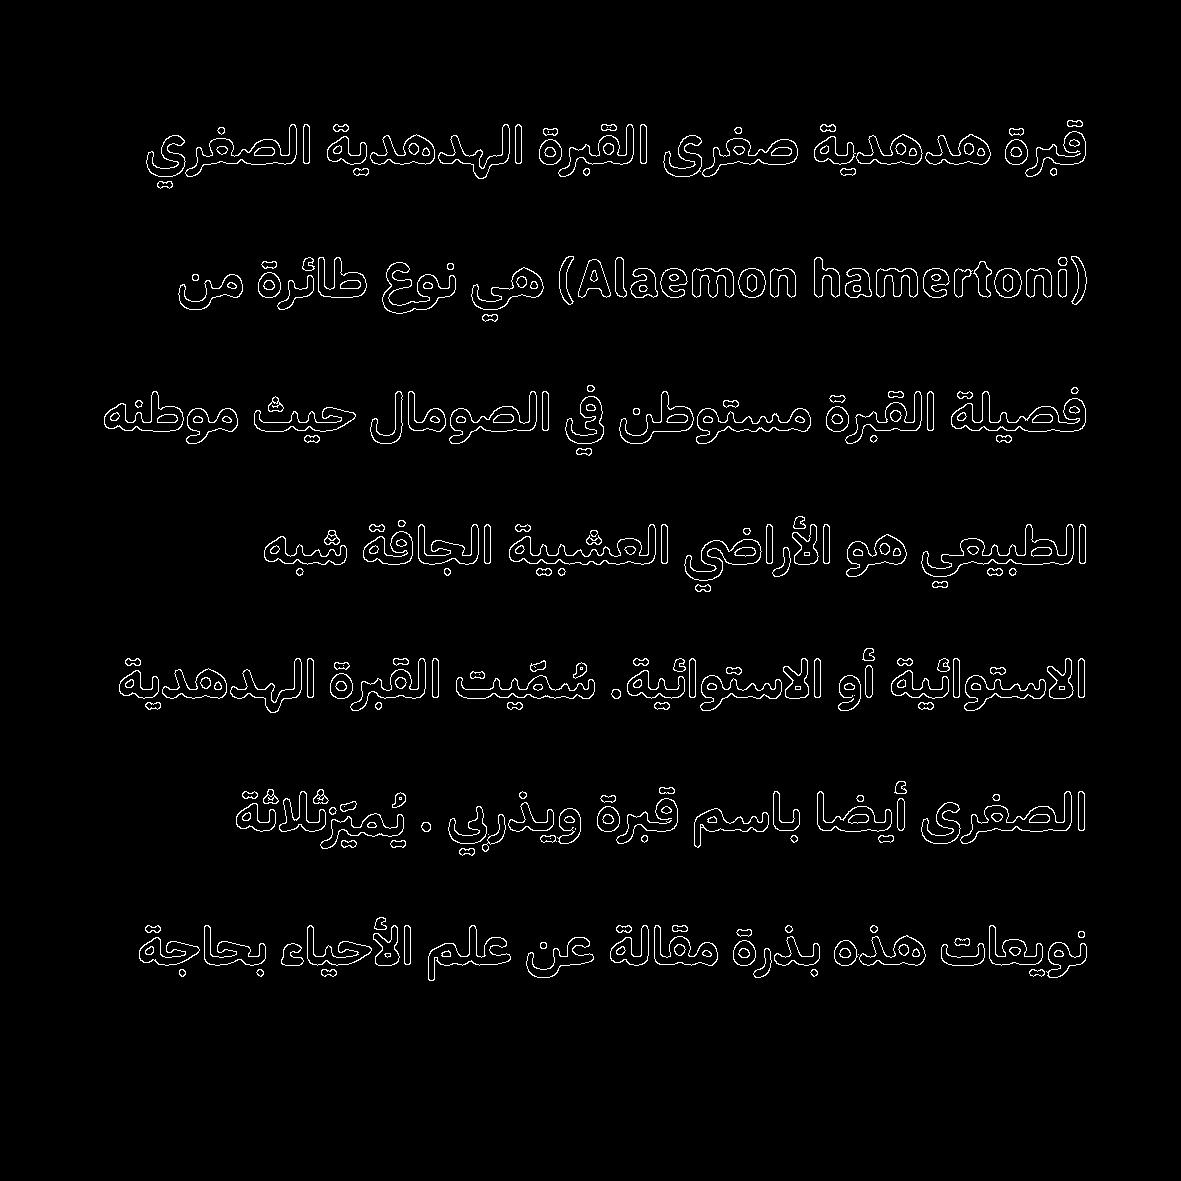 قبرة هدهدية صغرى القبرة الهدهدية الصغري
(Alaemon hamertoni) هي نوع طائرة من
فصيلة القبرة مستوطن في الصومال حيث موطنه
الطبيعي هو الأراضي العشبية الجافة شبه
الاستوائية أو الاستوائية. سُمَّيت القبرة الهدهدية
الصغرى أيضا باسم قبرة ويذربي . يُميَّزثلاثة
نويعات هذه بذرة مقالة عن علم الأحياء بحاجة